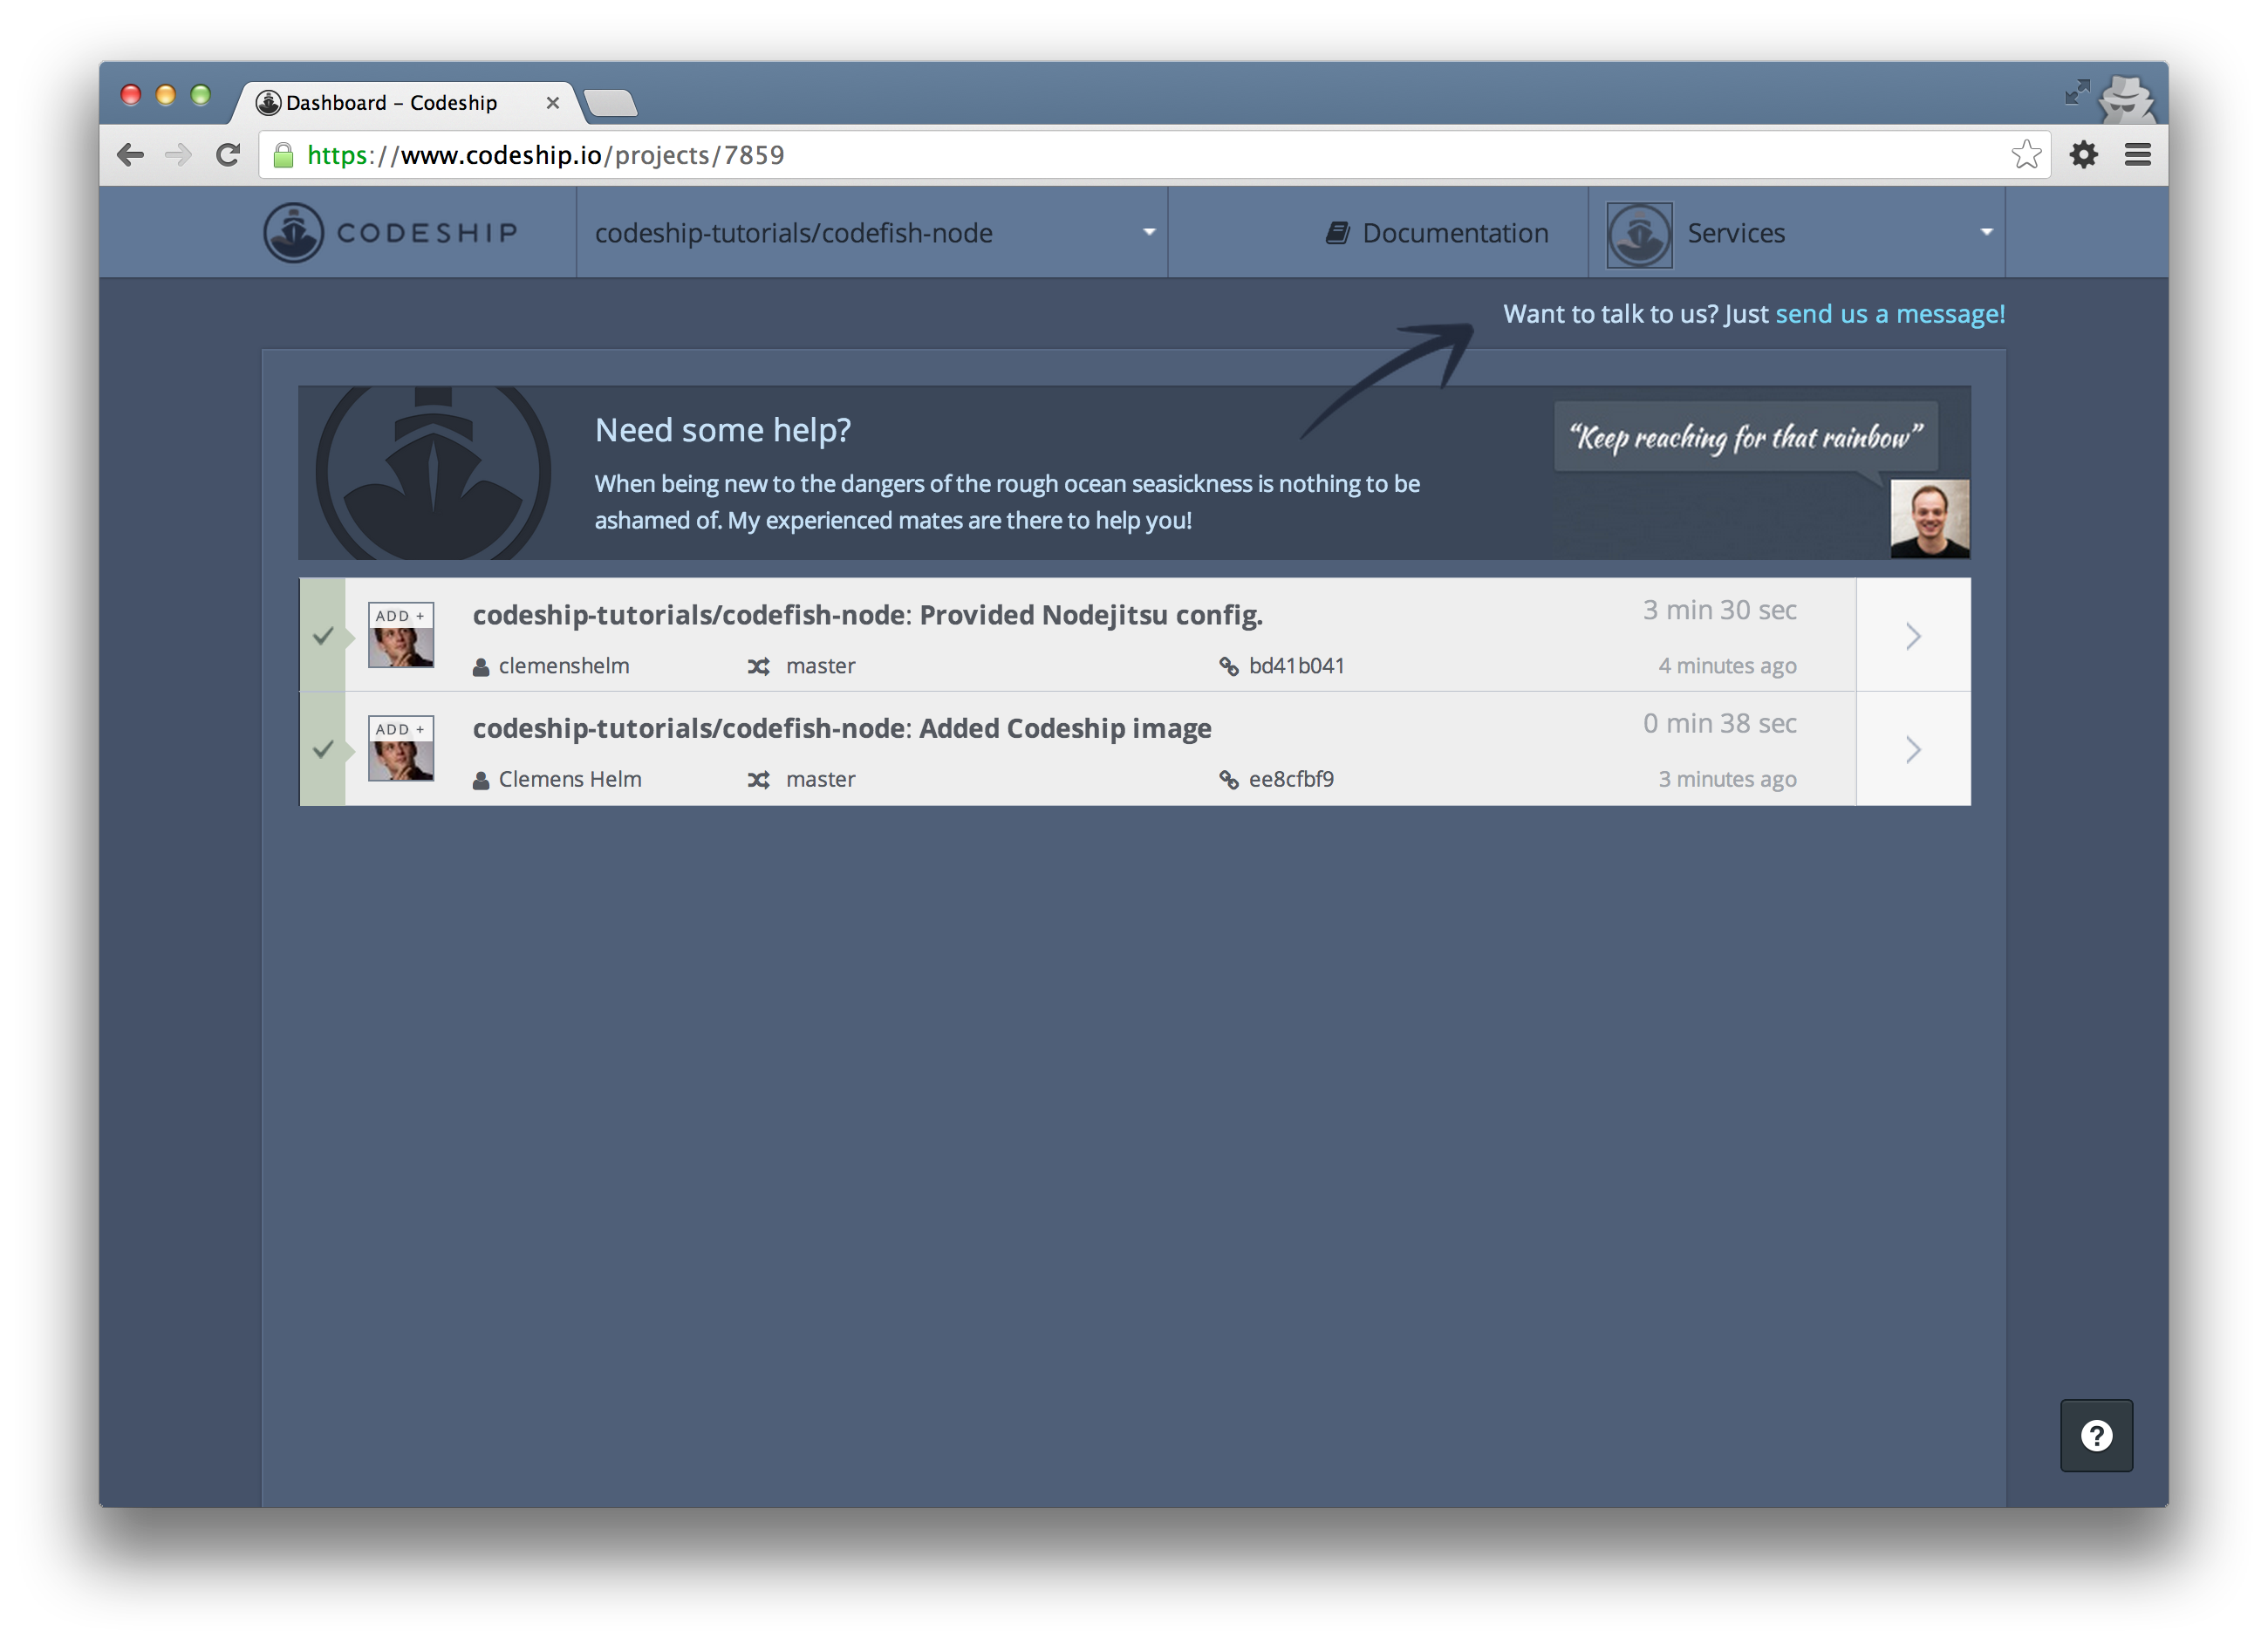 Dashboard – Codeship
https://www.codeship.io/projects/7859
CODESHIP
codeship-tutorials/codefish-node
Documentation
Services
Want to talk to us? Just send us a message!
Need some help?
When being new to the dangers of the rough ocean seasickness is nothing to be
ashamed of. My experienced mates are there to help you!
“Keep reaching for that rainbow”
ADD +
codeship-tutorials/codefish-node: Provided Nodejitsu config.
3 min 30 sec
clemenshelm
master
bd41b041
4 minutes ago
ADD +
codeship-tutorials/codefish-node: Added Codeship image
0 min 38 sec
Clemens Helm
master
ee8cfbf9
3 minutes ago
?